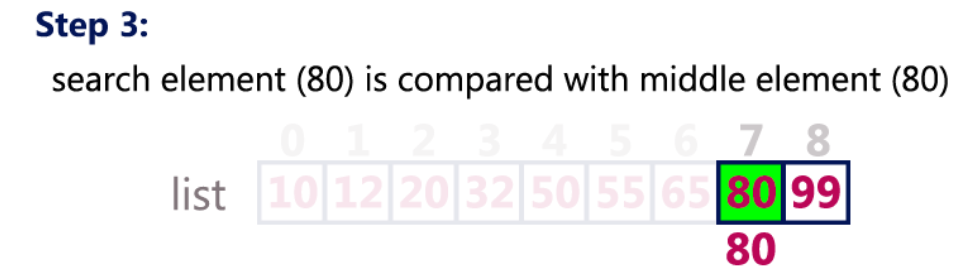 Step 3:
search element (80) is compared with middle element (80)
0 1 2 3 4 5 6 7 8
list 10 12 20 32 50 55 65 80 99
80